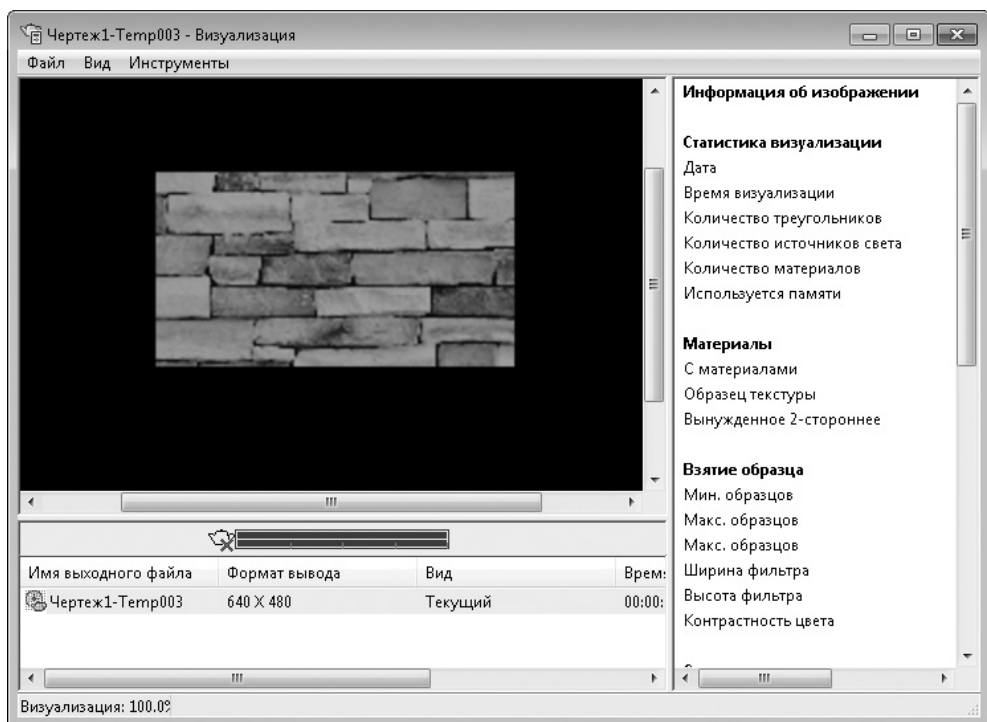 Чертеж1-Temp003 - Визуализация
Файл Вид Инструменты
Информация об изображении
Статистика визуализации
Дата
Время визуализации
Количество треугольников
Количество источников света
Количество материалов
Используется памяти
Материалы
С материалами
Образец текстуры
Вынужденное 2-стороннее
Взятие образца
Мин. образцов
Макс. образцов
Макс. образцов
Ширина фильтра
Высота фильтра
Контрастность цвета
Имя выходного файла Формат вывода Вид Врем
Чертеж1-Temp003 640 X 480 Текущий 00:00:
Визуализация: 100.0%